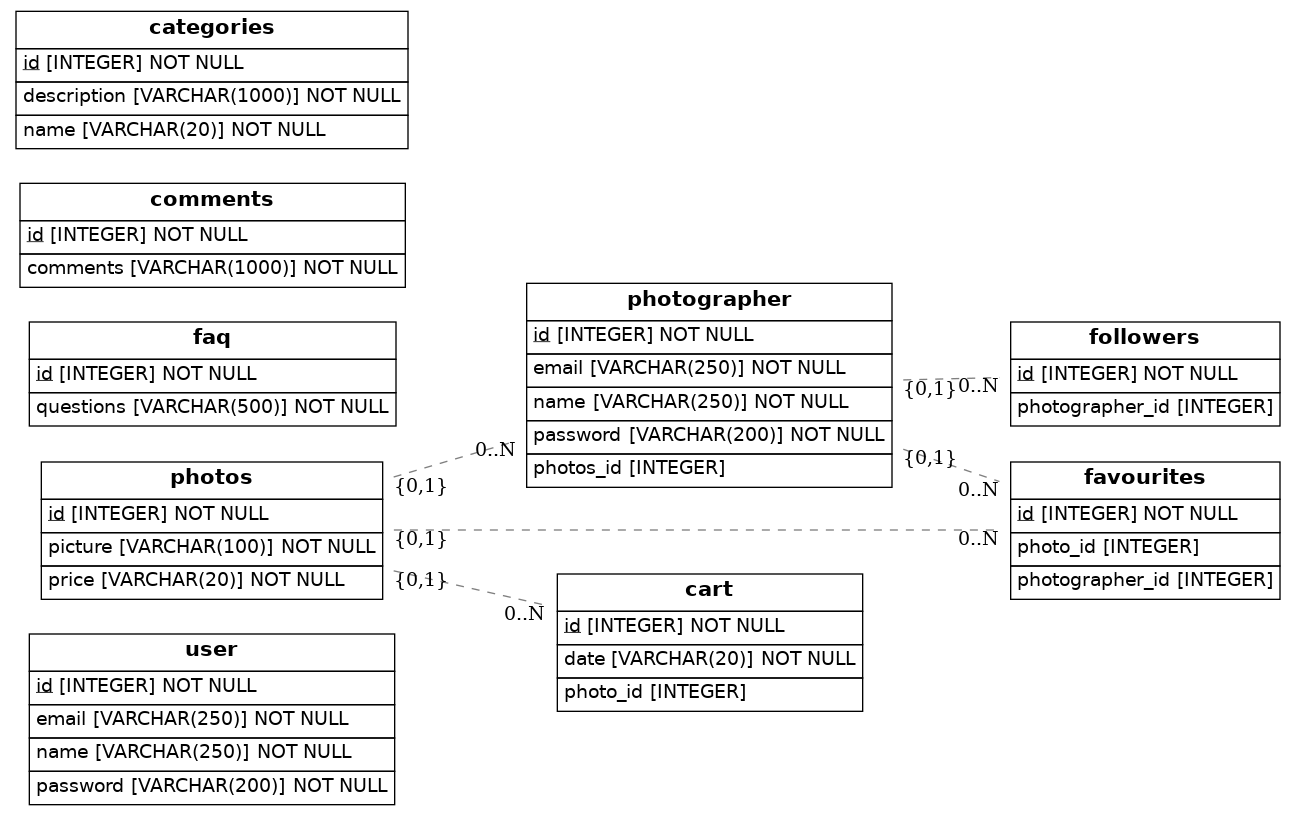 categories
id [INTEGER] NOT NULL
description [VARCHAR(1000)] NOT NULL
name [VARCHAR(20)] NOT NULL
comments
id [INTEGER] NOT NULL
comments [VARCHAR(1000)] NOT NULL
faq
id [INTEGER] NOT NULL
questions [VARCHAR(500)] NOT NULL
photos
id [INTEGER] NOT NULL
picture [VARCHAR(100)] NOT NULL
price [VARCHAR(20)] NOT NULL
user
id [INTEGER] NOT NULL
email [VARCHAR(250)] NOT NULL
name [VARCHAR(250)] NOT NULL
password [VARCHAR(200)] NOT NULL
{0,1}
0..N
{0,1}
0..N
{0,1}
0..N
photographer
id [INTEGER] NOT NULL
email [VARCHAR(250)] NOT NULL
name [VARCHAR(250)] NOT NULL
password [VARCHAR(200)] NOT NULL
photos_id [INTEGER]
cart
id [INTEGER] NOT NULL
date [VARCHAR(20)] NOT NULL
photo_id [INTEGER]
{0,1}
0..N
{0,1}
0..N
followers
id [INTEGER] NOT NULL
photographer_id [INTEGER]
favourites
id [INTEGER] NOT NULL
photo_id [INTEGER]
photographer_id [INTEGER]